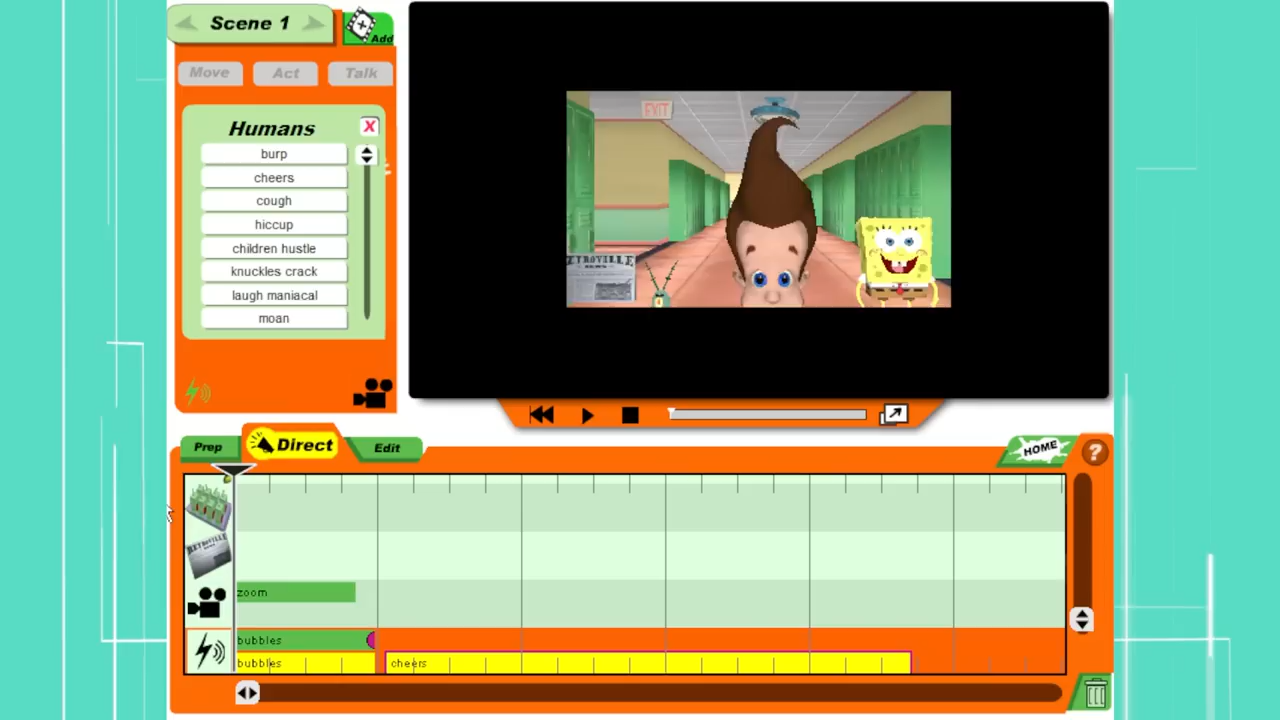 Scene 1
Add
Move
Act
Talk
Humans
X
burp
cheers
cough
hiccup
children hustle
knuckles crack
laugh maniacal
moan
EXIT
Prep
Direct
Edit
HOME
?
zoom
bubbles
bubbles
cheers